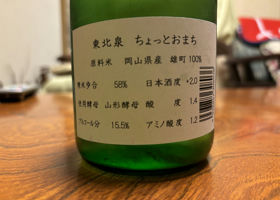 東北泉 ちょっとおまち
原料米 岡山県産 雄町100%
精米歩合 58% 日本酒度 +2.0
使用酵母 山形酵母 酸度 1.4
アルコール分 15.5% アミノ酸度 1.2